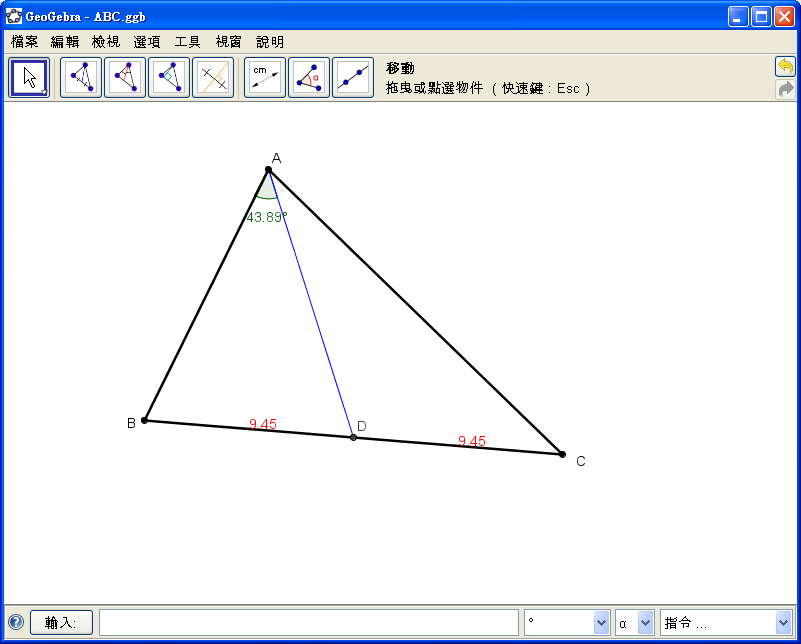 GeoGebra - ABC.ggb
檔案 編輯 檢視 選項 工具 視窗 說明
A
cm
α
移動
拖曳或點選物件 ( 快速鍵 : Esc )
A
43.89°
B
9.45
D
9.45
C
輸入:
°
α
指令 ...